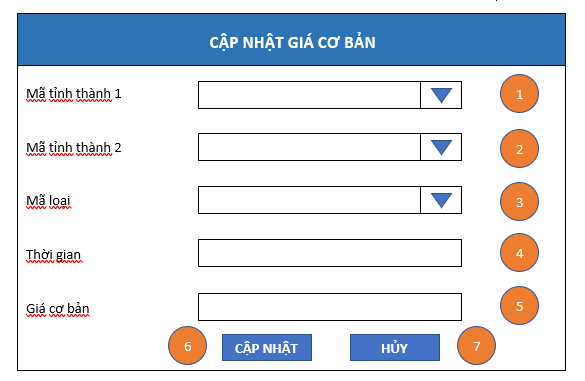 CẬP NHẬT GIÁ CƠ BẢN
Mã tỉnh thành 1
1
Mã tỉnh thành 2
2
Mã loại
3
Thời gian
4
Giá cơ bản
5
6 CẬP NHẬT HỦY 7